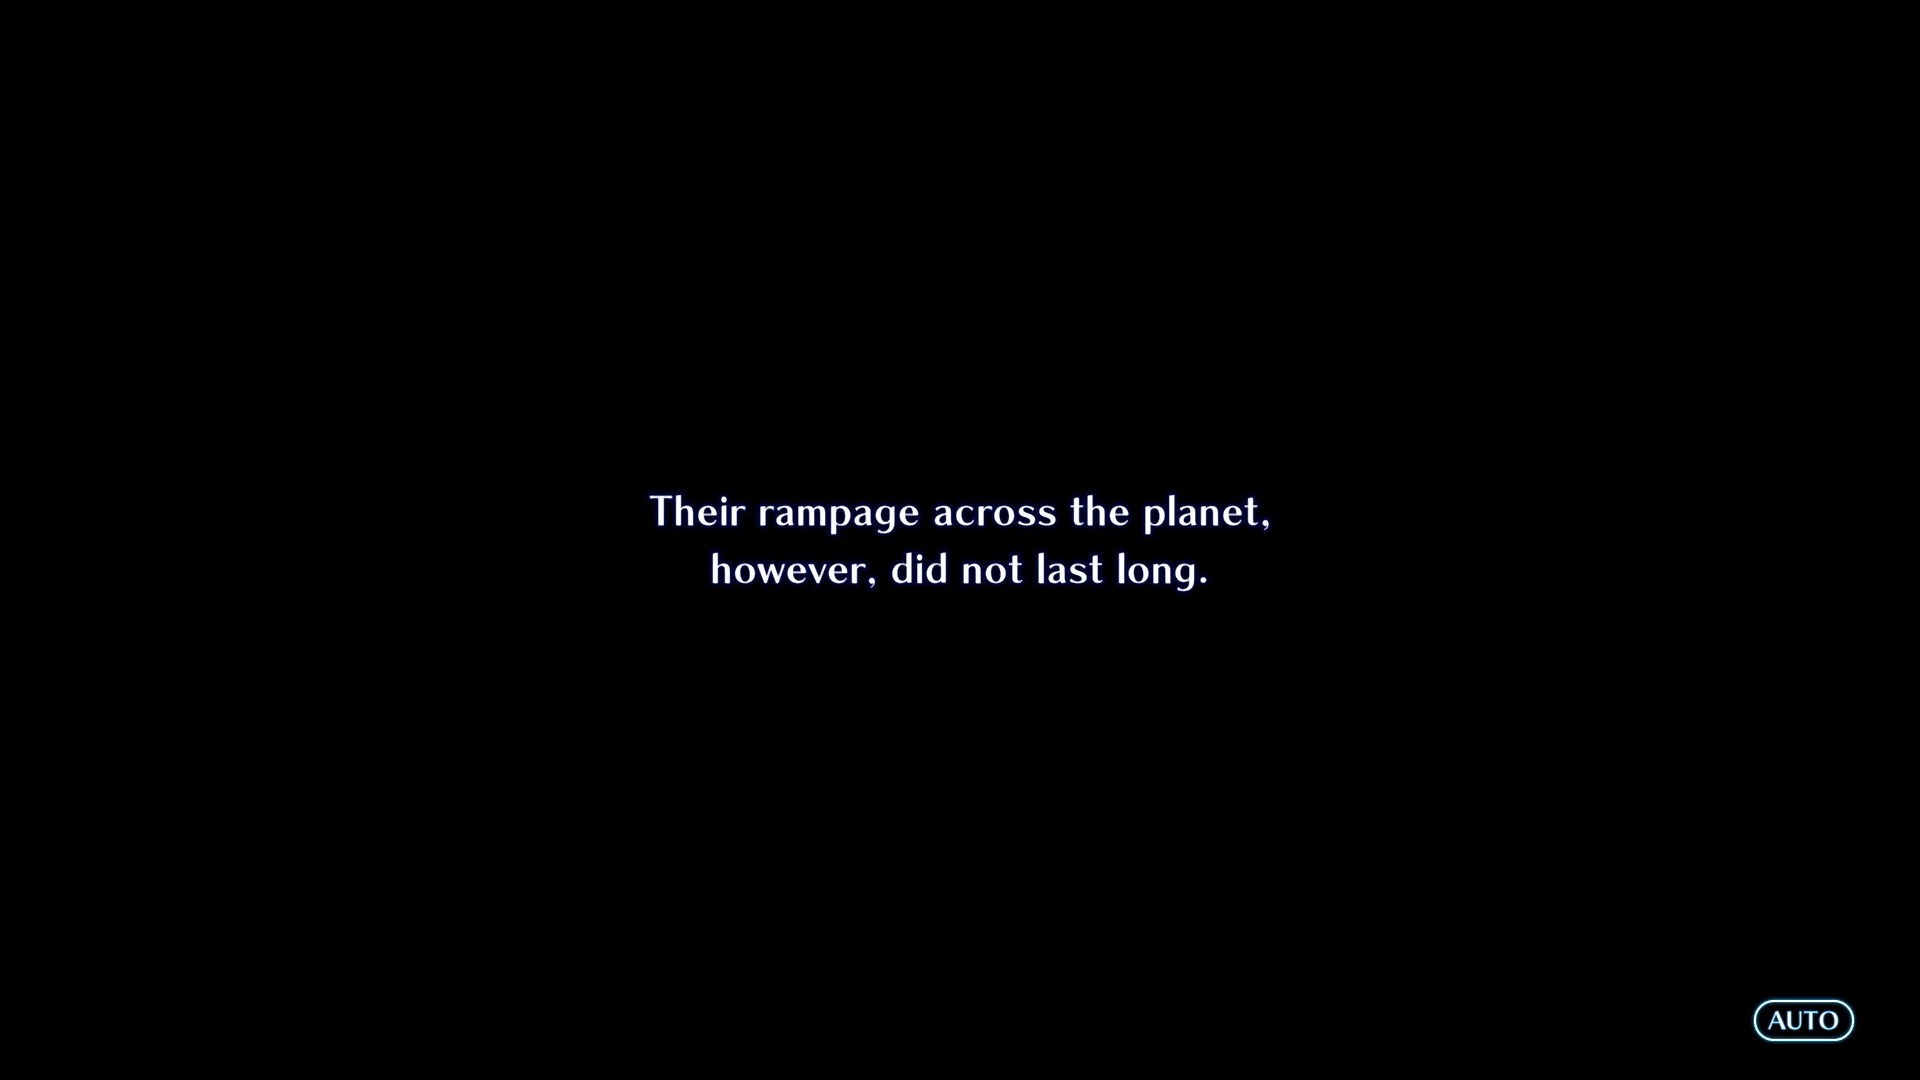 Their rampage across the planet,
however, did not last long.
AUTO